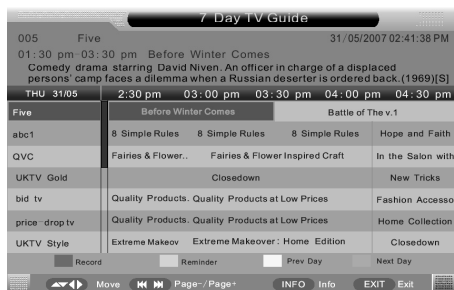 7 Day TV Guide
005 Five 31/05/2007 02:41:38 PM
01:30 pm-03:30 pm Before Winter Comes
Comedy drama starring David Niven. An officer in charge of a displaced
persons' camp faces a dilemma when a Russian deserter is ordered back.(1969)[S]
THU 31/05 2:30 pm 03:00 pm 03:30 pm 04:00 pm 04:30 pm
Five Before Winter Comes Battle of The v.1
abc1 8 Simple Rules 8 Simple Rules 8 Simple Rules Hope and Faith
QVC Fairies & Flower.. Fairies & Flower Inspired Craft In the Salon with
UKTV Gold Closedown New Tricks
bid tv Quality Products. Quality Products at Low Prices Fashion Accesso
price-drop tv Quality Products. Quality Products at Low Prices Home Collection
UKTV Style Extreme Makeov Extreme Makeover: Home Edition Closedown
Record Reminder Prev Day Next Day
Move Page-/Page+ INFO Info EXIT Exit